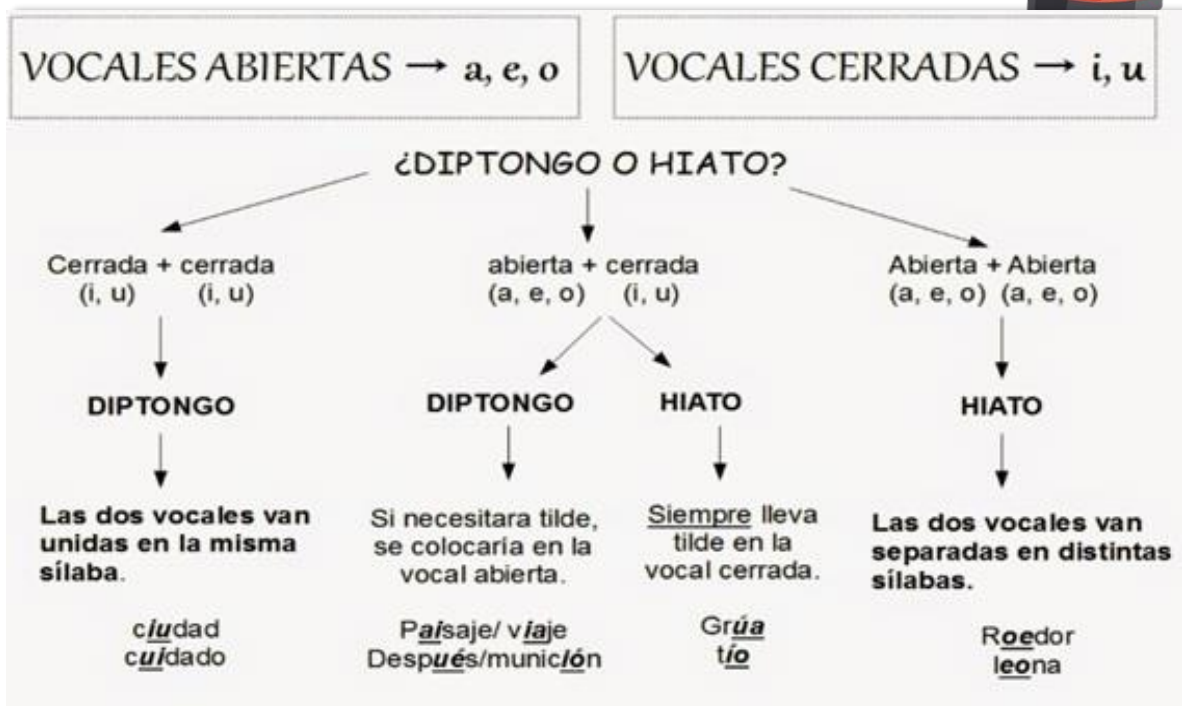 VOCALES ABIERTAS → a, e, o
VOCALES CERRADAS → i, u
¿DIPTONGO O HIATO?
Cerrada + cerrada
(i, u) (i, u)
DIPTONGO
Las dos vocales van
unidas en la misma
sílaba.
ciudad
cuidado
abierta + cerrada
(a, e, o) (i, u)
DIPTONGO
Si necesitara tilde,
se colocaría en la
vocal abierta.
Paisaje/ viaje
Después/munición
HIATO
Siempre lleva
tilde en la
vocal cerrada.
Grúa
tío
Abierta + Abierta
(a, e, o) (a, e, o)
HIATO
Las dos vocales van
separadas en distintas
sílabas.
Roedor
leona